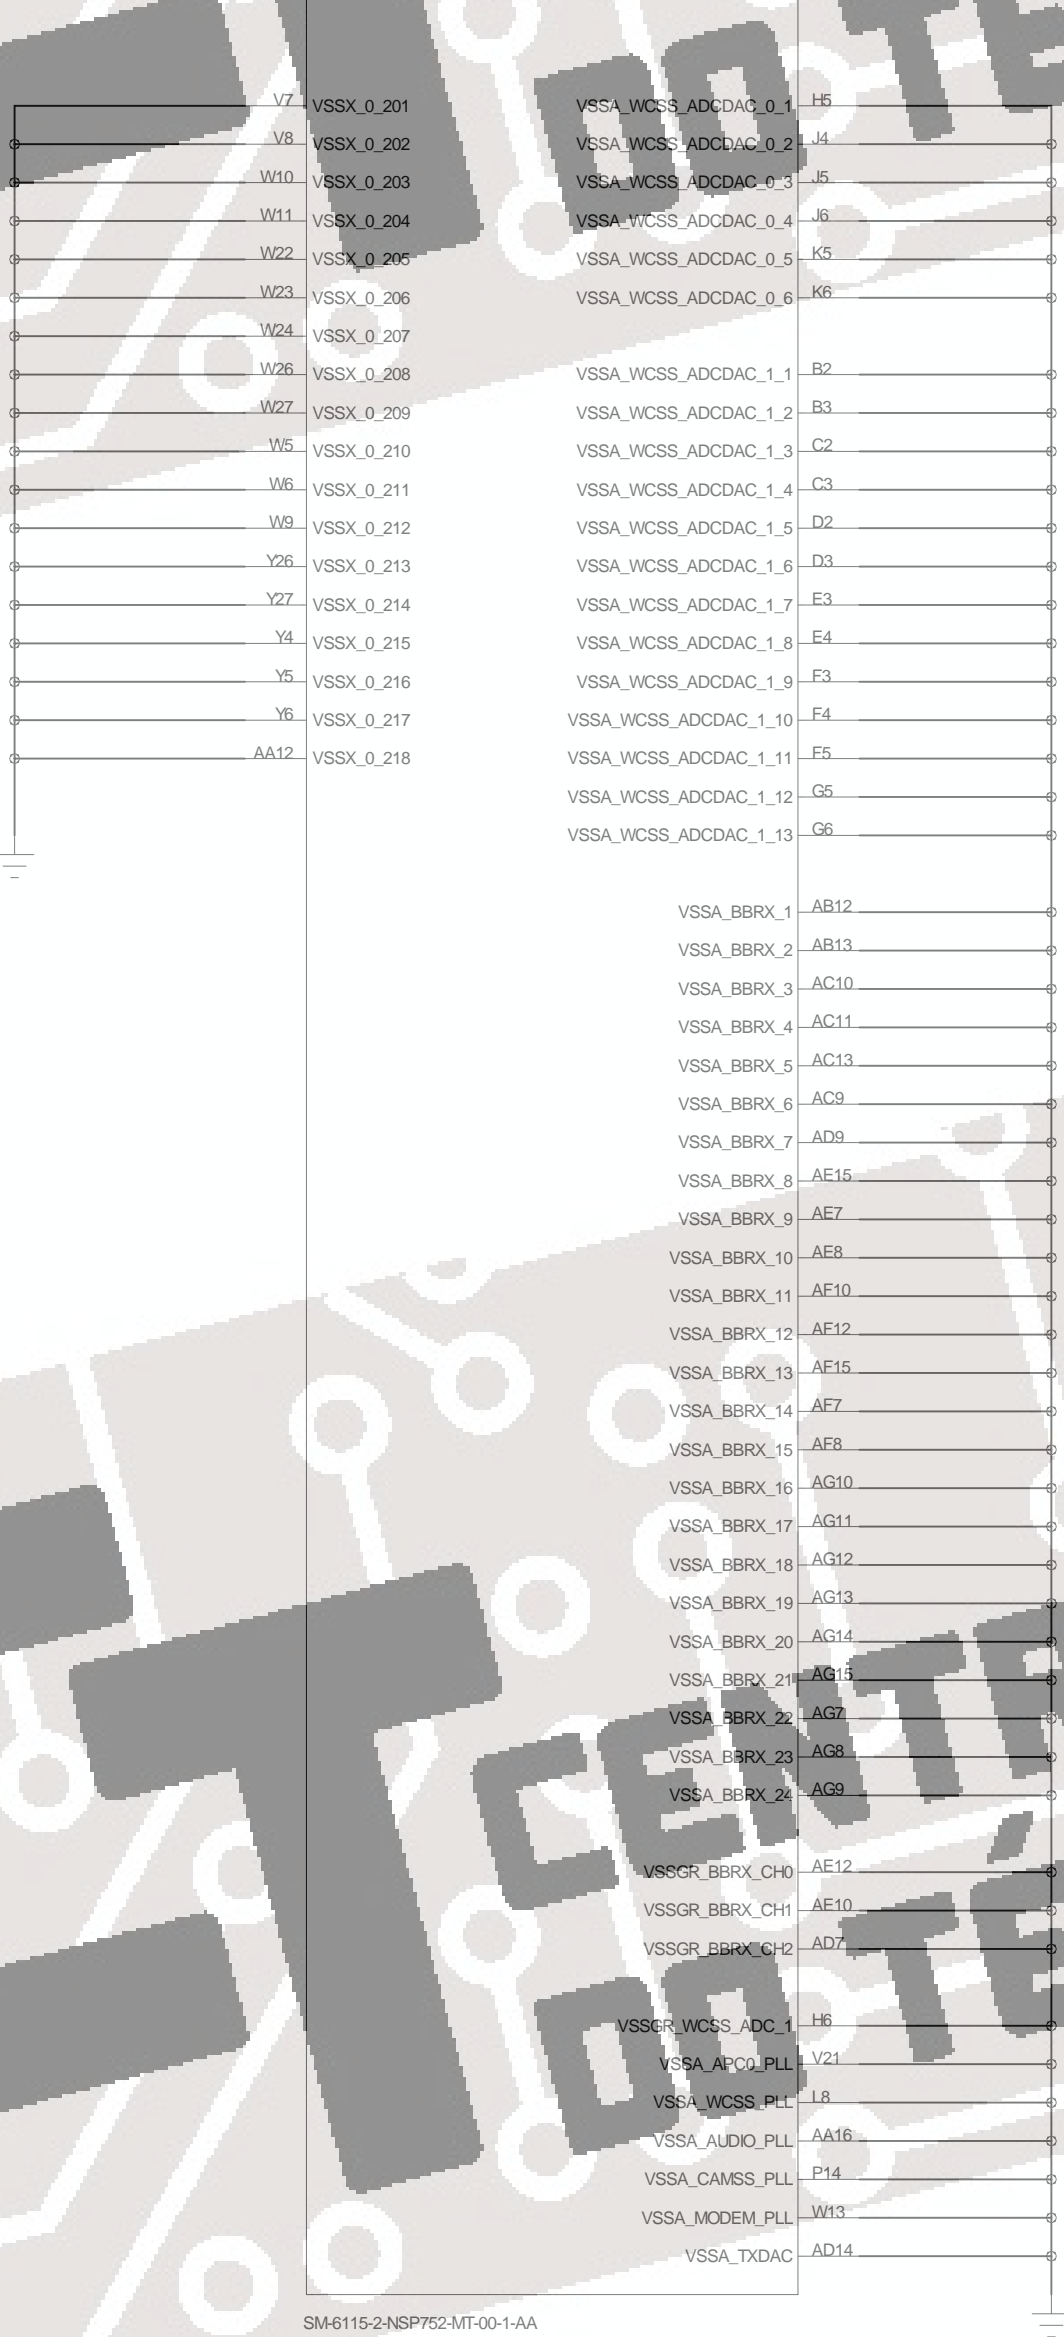 V7 VSSX_0_201 VSSA_WCSS_ADCDAC_0_1 H5
V8 VSSX_0_202 VSSA_WCSS_ADCDAC_0_2 J4
W10 VSSX_0_203 VSSA_WCSS_ADCDAC_0_3 J5
W11 VSSX_0_204 VSSA_WCSS_ADCDAC_0_4 J6
W22 VSSX_0_205 VSSA_WCSS_ADCDAC_0_5 K5
W23 VSSX_0_206 VSSA_WCSS_ADCDAC_0_6 K6
W24 VSSX_0_207
W26 VSSX_0_208 VSSA_WCSS_ADCDAC_1_1 B2
W27 VSSX_0_209 VSSA_WCSS_ADCDAC_1_2 B3
W5 VSSX_0_210 VSSA_WCSS_ADCDAC_1_3 C2
W6 VSSX_0_211 VSSA_WCSS_ADCDAC_1_4 C3
W9 VSSX_0_212 VSSA_WCSS_ADCDAC_1_5 D2
Y26 VSSX_0_213 VSSA_WCSS_ADCDAC_1_6 D3
Y27 VSSX_0_214 VSSA_WCSS_ADCDAC_1_7 E3
Y4 VSSX_0_215 VSSA_WCSS_ADCDAC_1_8 E4
Y5 VSSX_0_216 VSSA_WCSS_ADCDAC_1_9 F3
Y6 VSSX_0_217 VSSA_WCSS_ADCDAC_1_10 F4
AA12 VSSX_0_218 VSSA_WCSS_ADCDAC_1_11 F5
VSSA_WCSS_ADCDAC_1_12 G5
VSSA_WCSS_ADCDAC_1_13 G6
VSSA_BBRX_1 AB12
VSSA_BBRX_2 AB13
VSSA_BBRX_3 AC10
VSSA_BBRX_4 AC11
VSSA_BBRX_5 AC13
VSSA_BBRX_6 AC9
VSSA_BBRX_7 AD9
VSSA_BBRX_8 AE15
VSSA_BBRX_9 AE7
VSSA_BBRX_10 AE8
VSSA_BBRX_11 AF10
VSSA_BBRX_12 AF12
VSSA_BBRX_13 AF15
VSSA_BBRX_14 AF7
VSSA_BBRX_15 AF8
VSSA_BBRX_16 AG10
VSSA_BBRX_17 AG11
VSSA_BBRX_18 AG12
VSSA_BBRX_19 AG13
VSSA_BBRX_20 AG14
VSSA_BBRX_21 AG15
VSSA_BBRX_22 AG7
VSSA_BBRX_23 AG8
VSSA_BBRX_24 AG9
VSSGR_BBRX_CH0 AE12
VSSGR_BBRX_CH1 AE10
VSSGR_BBRX_CH2 AD7
VSSGR_WCSS_ADC_1 H6
VSSA_APC0_PLL V21
VSSA_WCSS_PLL L8
VSSA_AUDIO_PLL AA16
VSSA_CAMSS_PLL P14
VSSA_MODEM_PLL W13
VSSA_TXDAC AD14
SM-6115-2-NSP752-MT-00-1-AA